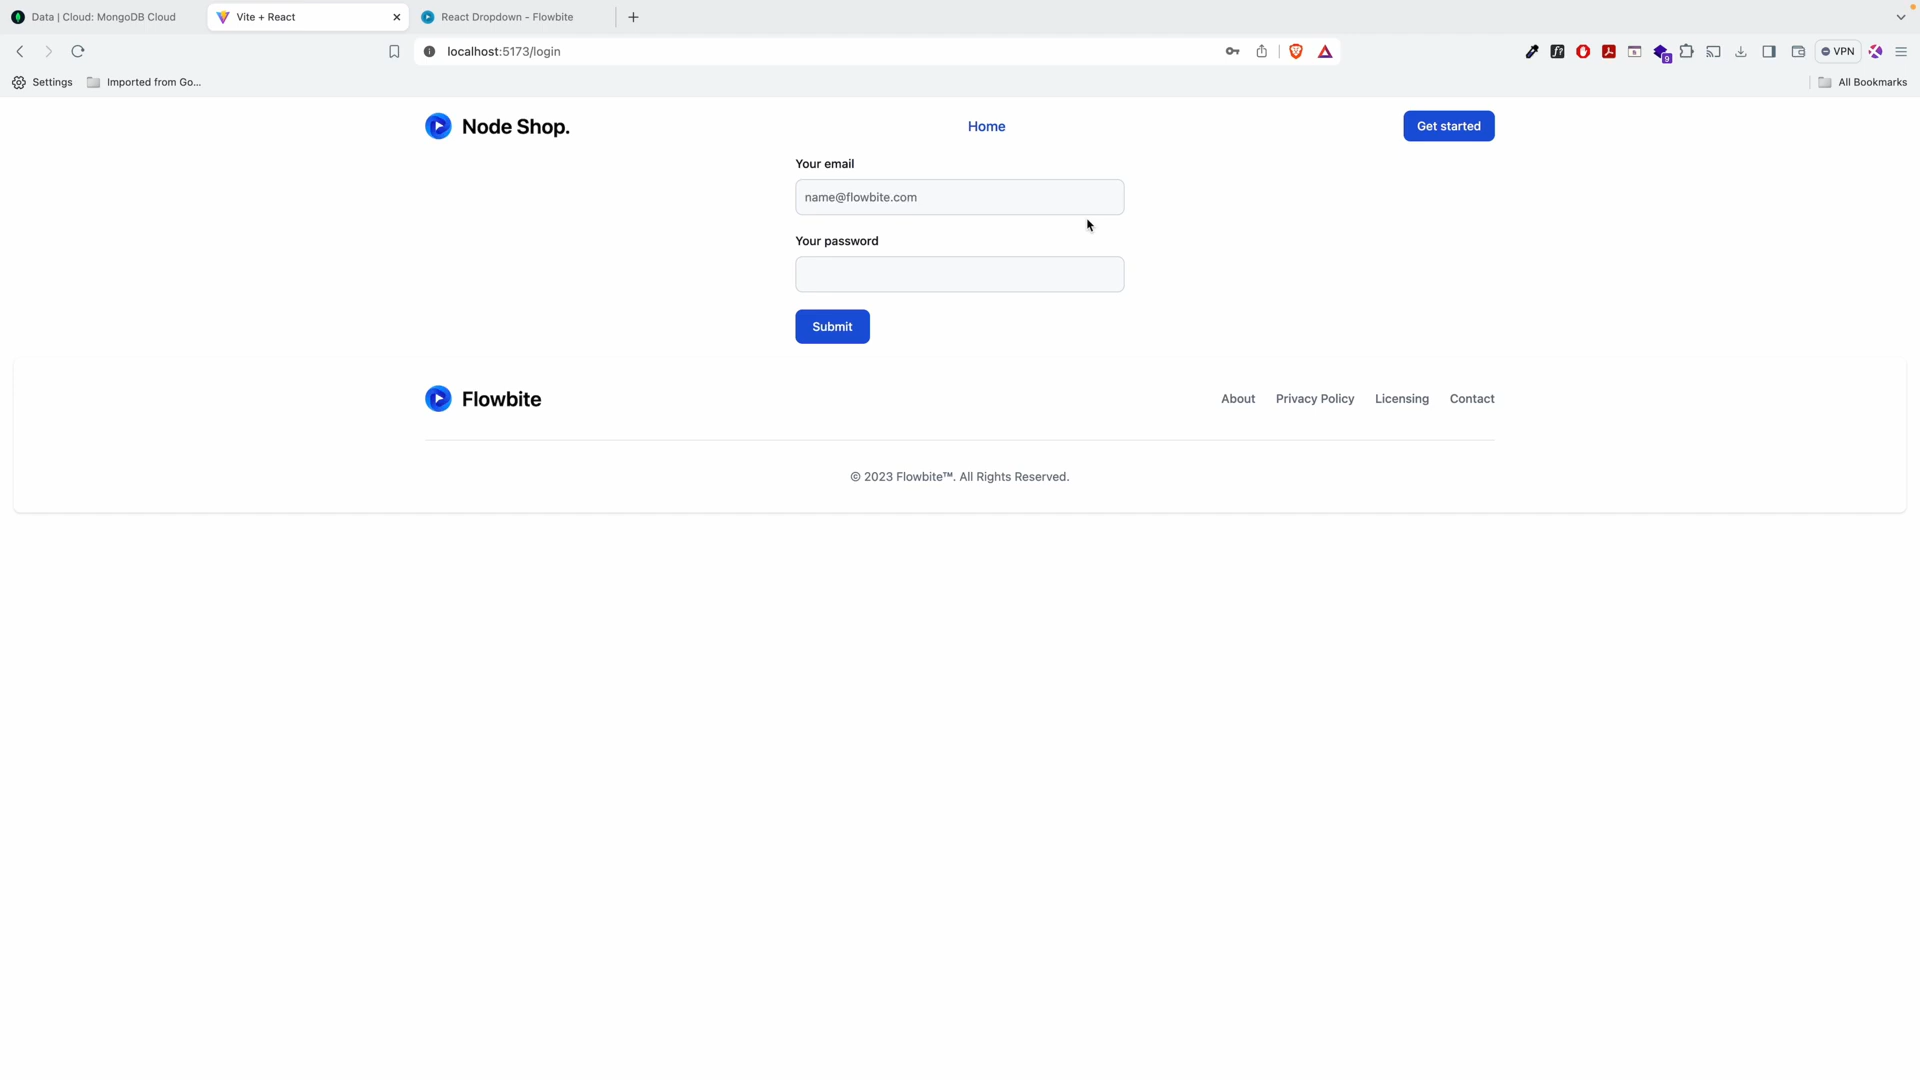 Data | Cloud: MongoDB Cloud
Vite + React
React Dropdown - Flowbite
localhost:5173/login
9
VPN
Settings
Imported from Go...
All Bookmarks
Node Shop.
Home
Get started
Your email
name@flowbite.com
Your password
Submit
Flowbite
About
Privacy Policy
Licensing
Contact
© 2023 Flowbite™. All Rights Reserved.